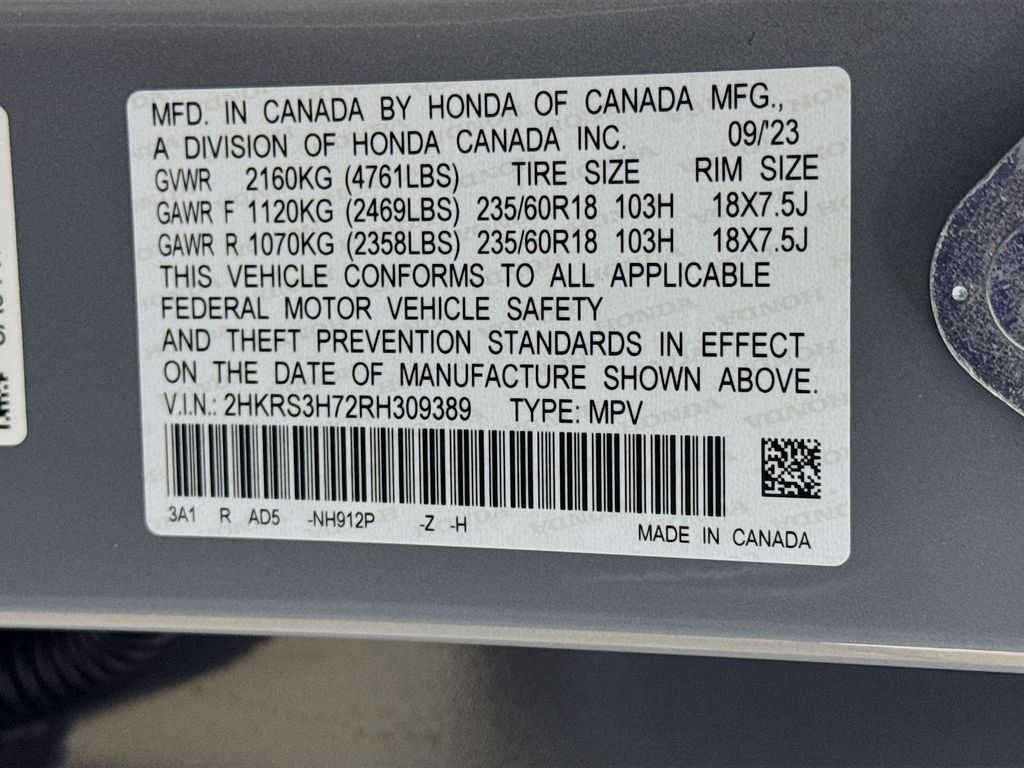 MFD. IN CANADA BY HONDA OF CANADA MFG.,
A DIVISION OF HONDA CANADA INC. 09/'23
GVWR 2160KG (4761LBS) TIRE SIZE RIM SIZE
GAWR F 1120KG (2469LBS) 235/60R18 103H 18X7.5J
GAWR R 1070KG (2358LBS) 235/60R18 103H 18X7.5J
THIS VEHICLE CONFORMS TO ALL APPLICABLE
FEDERAL MOTOR VEHICLE SAFETY
AND THEFT PREVENTION STANDARDS IN EFFECT
ON THE DATE OF MANUFACTURE SHOWN ABOVE.
V.I.N.: 2HKRS3H72RH309389 TYPE: MPV
3A1 R AD5 -NH912P -Z -H
MADE IN CANADA